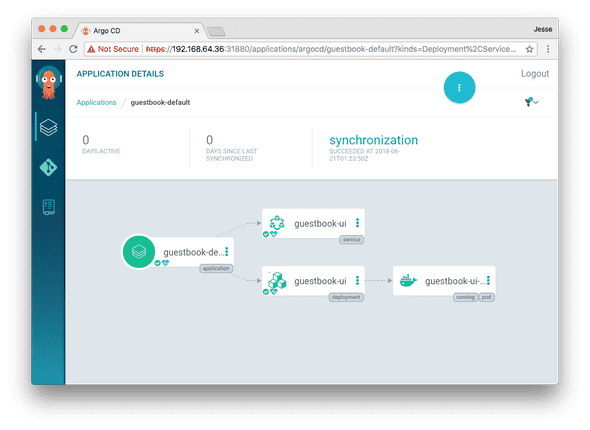 Argo CD
Jesse
Not Secure
https://192.168.64.36:31880/applications/argocd/guestbook-default?kinds=Deployment%2CService...
APPLICATION DETAILS
Logout
Applications / guestbook-default
0
DAYS ACTIVE
0
DAYS SINCE LAST
SYNCHRONIZED
synchronization
SUCCEEDED AT 2018-06-
21T01:23:50Z
guestbook-ui
service
guestbook-de...
application
guestbook-ui
deployment
guestbook-ui-...
running
pod